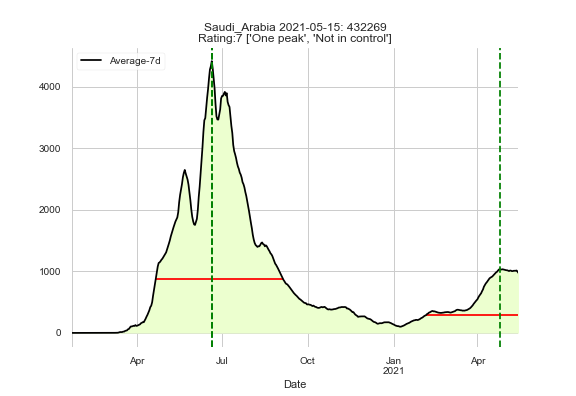 Saudi_Arabia 2021-05-15: 432269
Rating:7 ['One peak', 'Not in control']
Average-7d
4000
3000
2000
1000
0
Apr
Jul
Oct
Jan
2021
Apr
Date